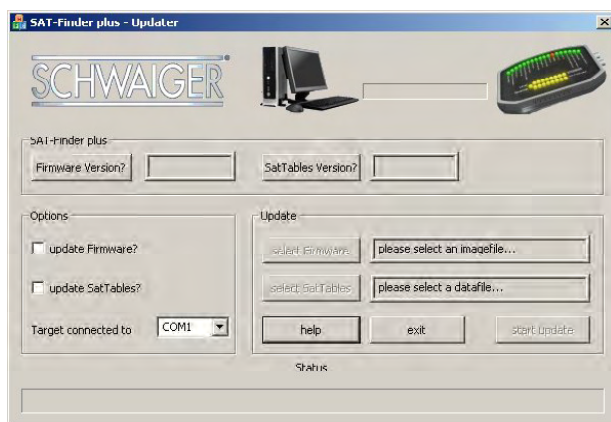 SAT-Finder plus - Updater
SCHWAIGER
SAT-Finder plus
Firmware Version?
SatTables Version?
Options
Update
update Firmware?
select Firmware
please select an imagefile...
update SatTables?
select SatTables
please select a datafile...
Target connected to
COM1
help
exit
start update
Status